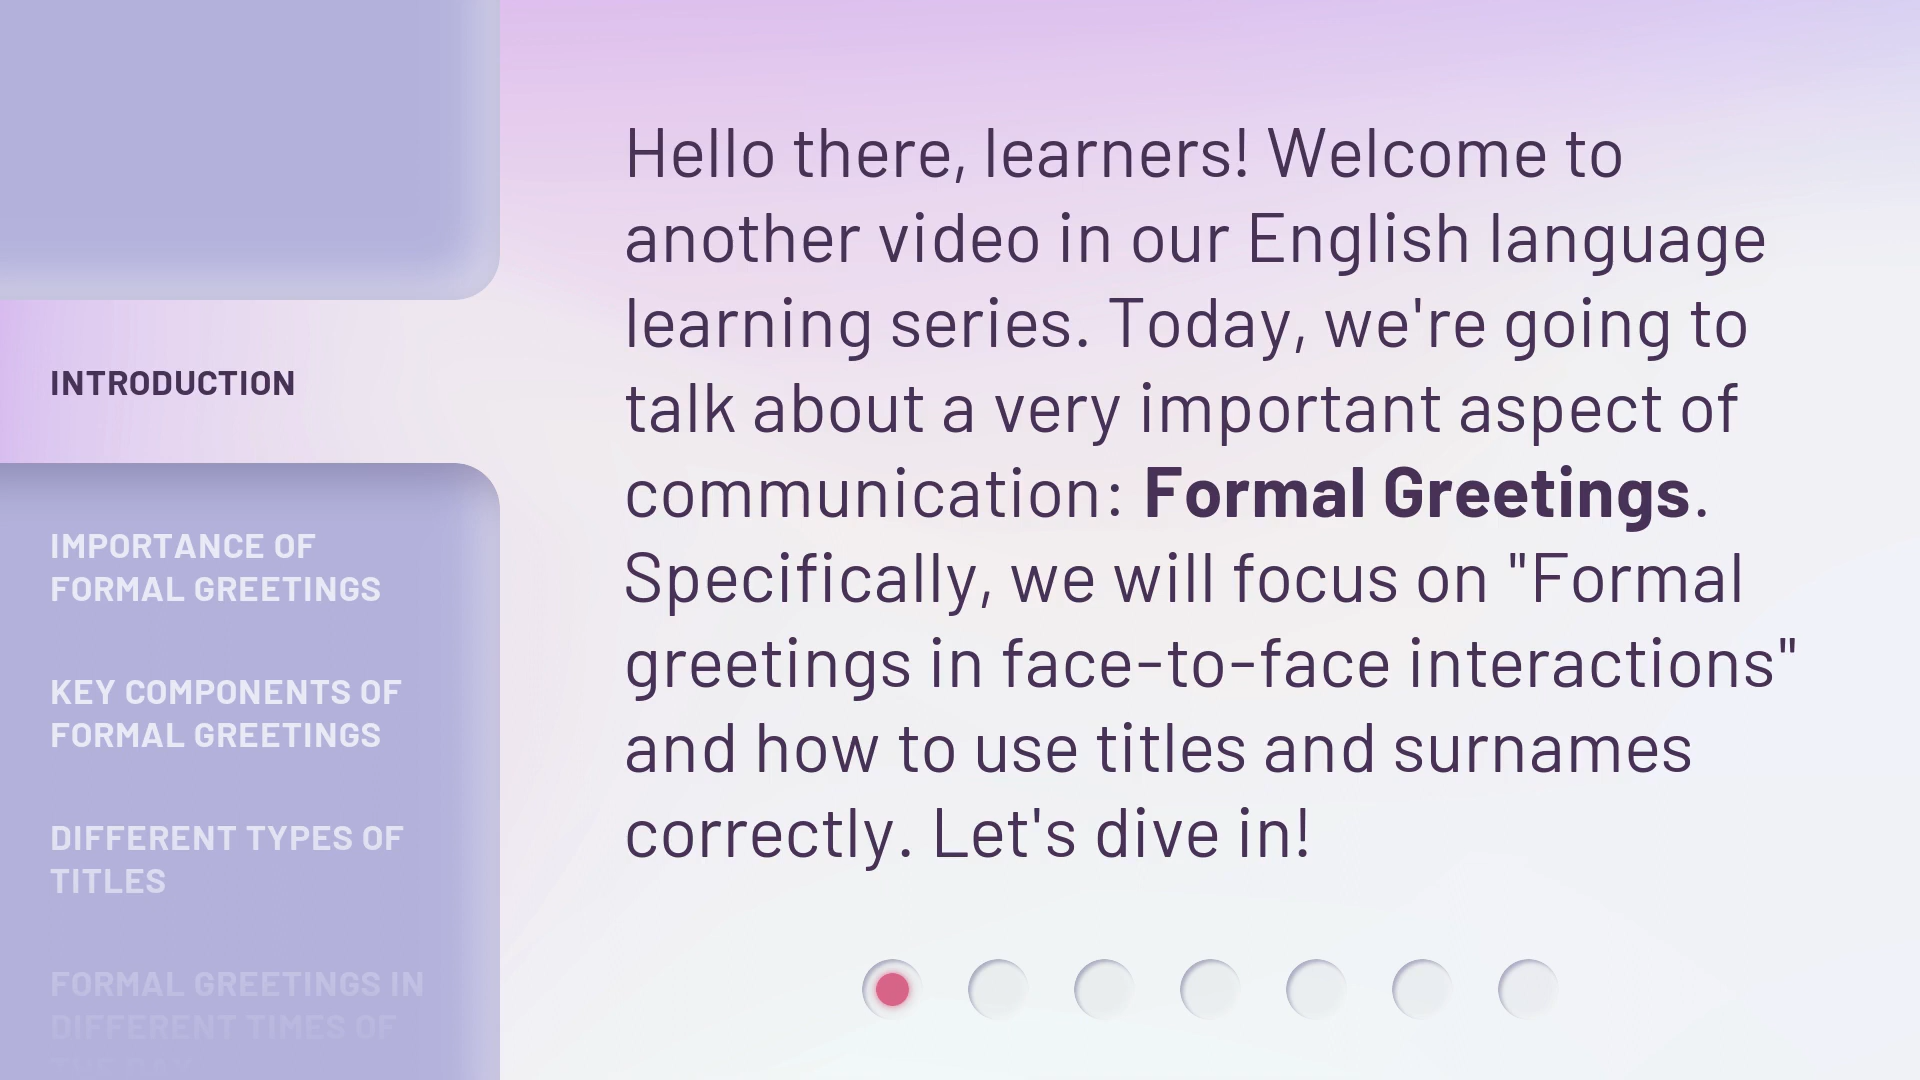 INTRODUCTION
IMPORTANCE OF
FORMAL GREETINGS
KEY COMPONENTS OF
FORMAL GREETINGS
DIFFERENT TYPES OF
TITLES
FORMAL GREETINGS IN
DIFFERENT TIMES OF
THE DAY
Hello there, learners! Welcome to
another video in our English language
learning series. Today, we're going to
talk about a very important aspect of
communication: Formal Greetings.
Specifically, we will focus on "Formal
greetings in face-to-face interactions"
and how to use titles and surnames
correctly. Let's dive in!